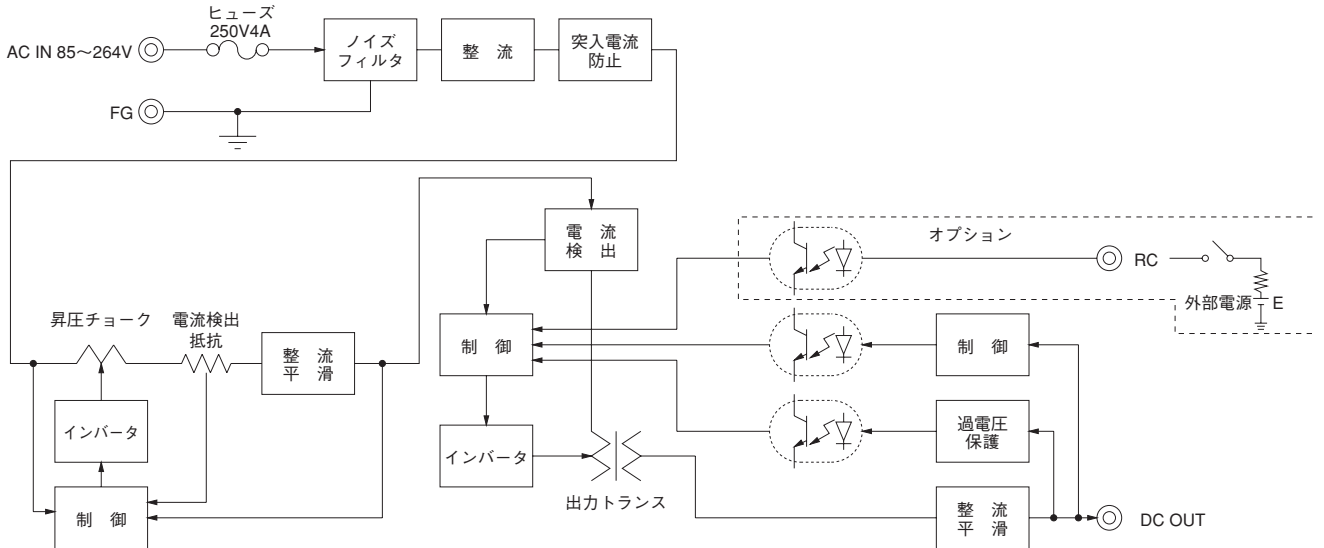 ヒューズ
250V4A
AC IN 85～264V
ノイズ
フィルタ
整 流
突入電流
防止
FG
電 流
検 出
オプション
RC
外部電源
E
昇圧チョーク
電流検出
抵抗
整 流
平 滑
制 御
制 御
インバータ
過電圧
保護
インバータ
出力トランス
制 御
整 流
平 滑
DC OUT